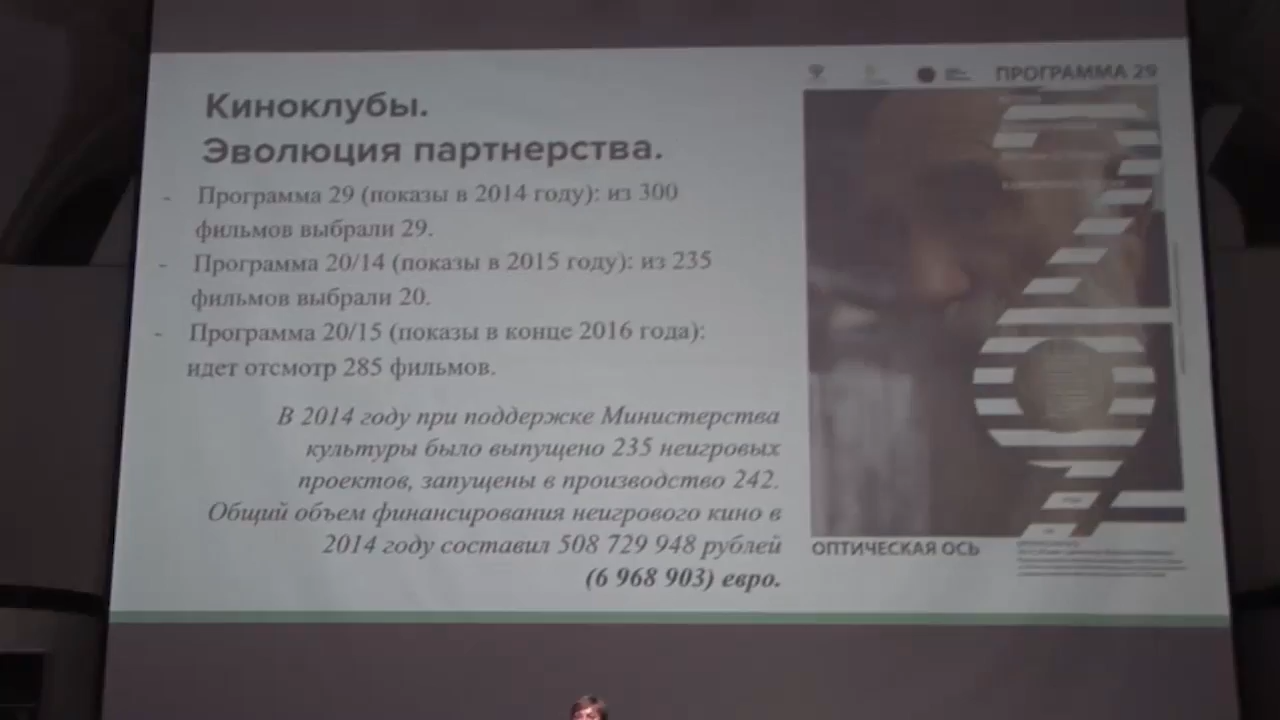 Киноклубы.
Эволюция партнерства.
- Программа 29 (показы в 2014 году): из 300
фильмов выбрали 29.
- Программа 20/14 (показы в 2015 году): из 235
фильмов выбрали 20.
- Программа 20/15 (показы в конце 2016 года):
идет отсмотр 285 фильмов.
В 2014 году при поддержке Министерства
культуры было выпущено 235 неигровых
проектов, запущены в производство 242.
Общий объем финансирования неигрового кино в
2014 году составил 508 729 948 рублей
(6 968 903) евро.
ПРОГРАММА 29
ОПТИЧЕСКАЯ ОСЬ